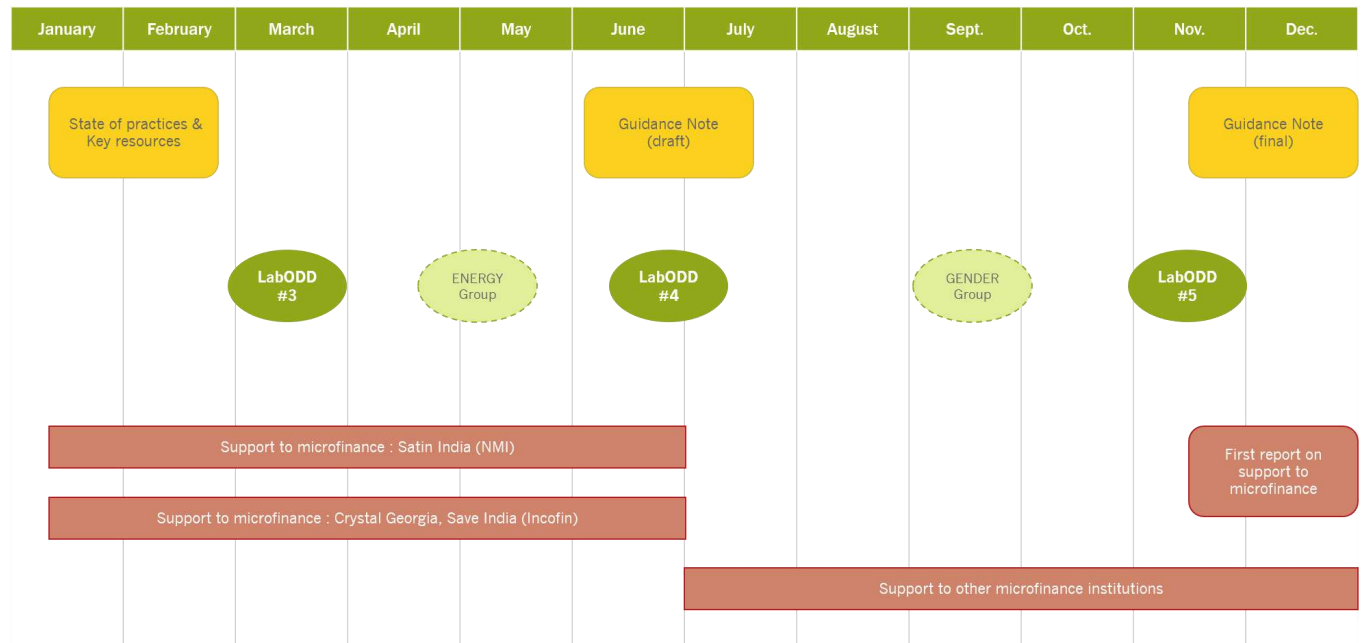 January February March April May June July August Sept. Oct. Nov. Dec.
State of practices &
Key resources
Guidance Note
(draft)
Guidance Note
(final)
LabODD
#3
ENERGY
Group
LabODD
#4
GENDER
Group
LabODD
#5
Support to microfinance : Satin India (NMI)
First report on
support to
microfinance
Support to microfinance : Crystal Georgia, Save India (Incofin)
Support to other microfinance institutions